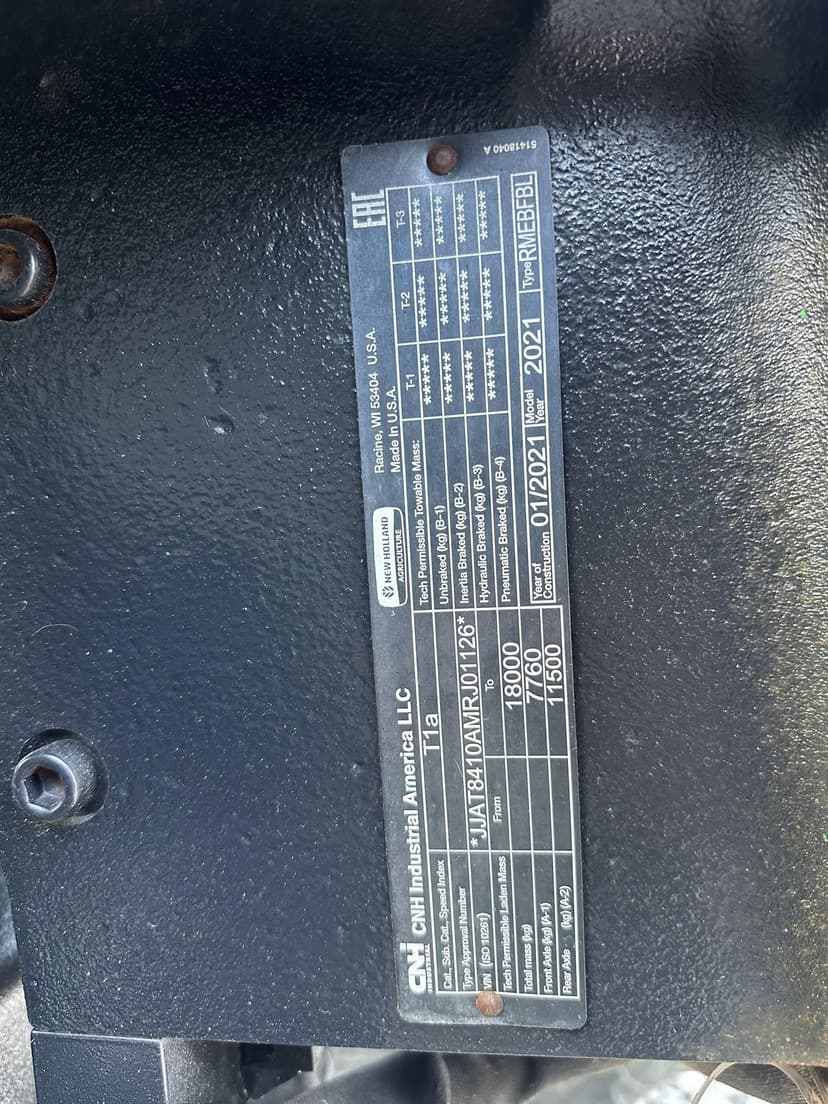 CNH INDUSTRIAL CNH Industrial America LLC
NEW HOLLAND AGRICULTURE
Racine, WI 53404 U.S.A.
Made In U.S.A.
EAC
51418040 A
Cat., Sub. Cat., Speed Index T1a
Type Approval Number
VIN (ISO 10261) *JJAT8410AMRJ01126*
Tech Permissible Laden Mass From To
Total mass (kg) 18000
Front Axle (kg) (A-1) 7760
Rear Axle (kg) (A-2) 11500
Tech Permissible Towable Mass: T-1 T-2 T-3
Unbraked (kg) (B-1) ***** ***** *****
Inertia Braked (kg) (B-2) ***** ***** *****
Hydraulic Braked (kg) (B-3) ***** ***** *****
Pneumatic Braked (kg) (B-4) ***** ***** *****
Year of Construction 01/2021 Model Year 2021 Type RMEBFBL